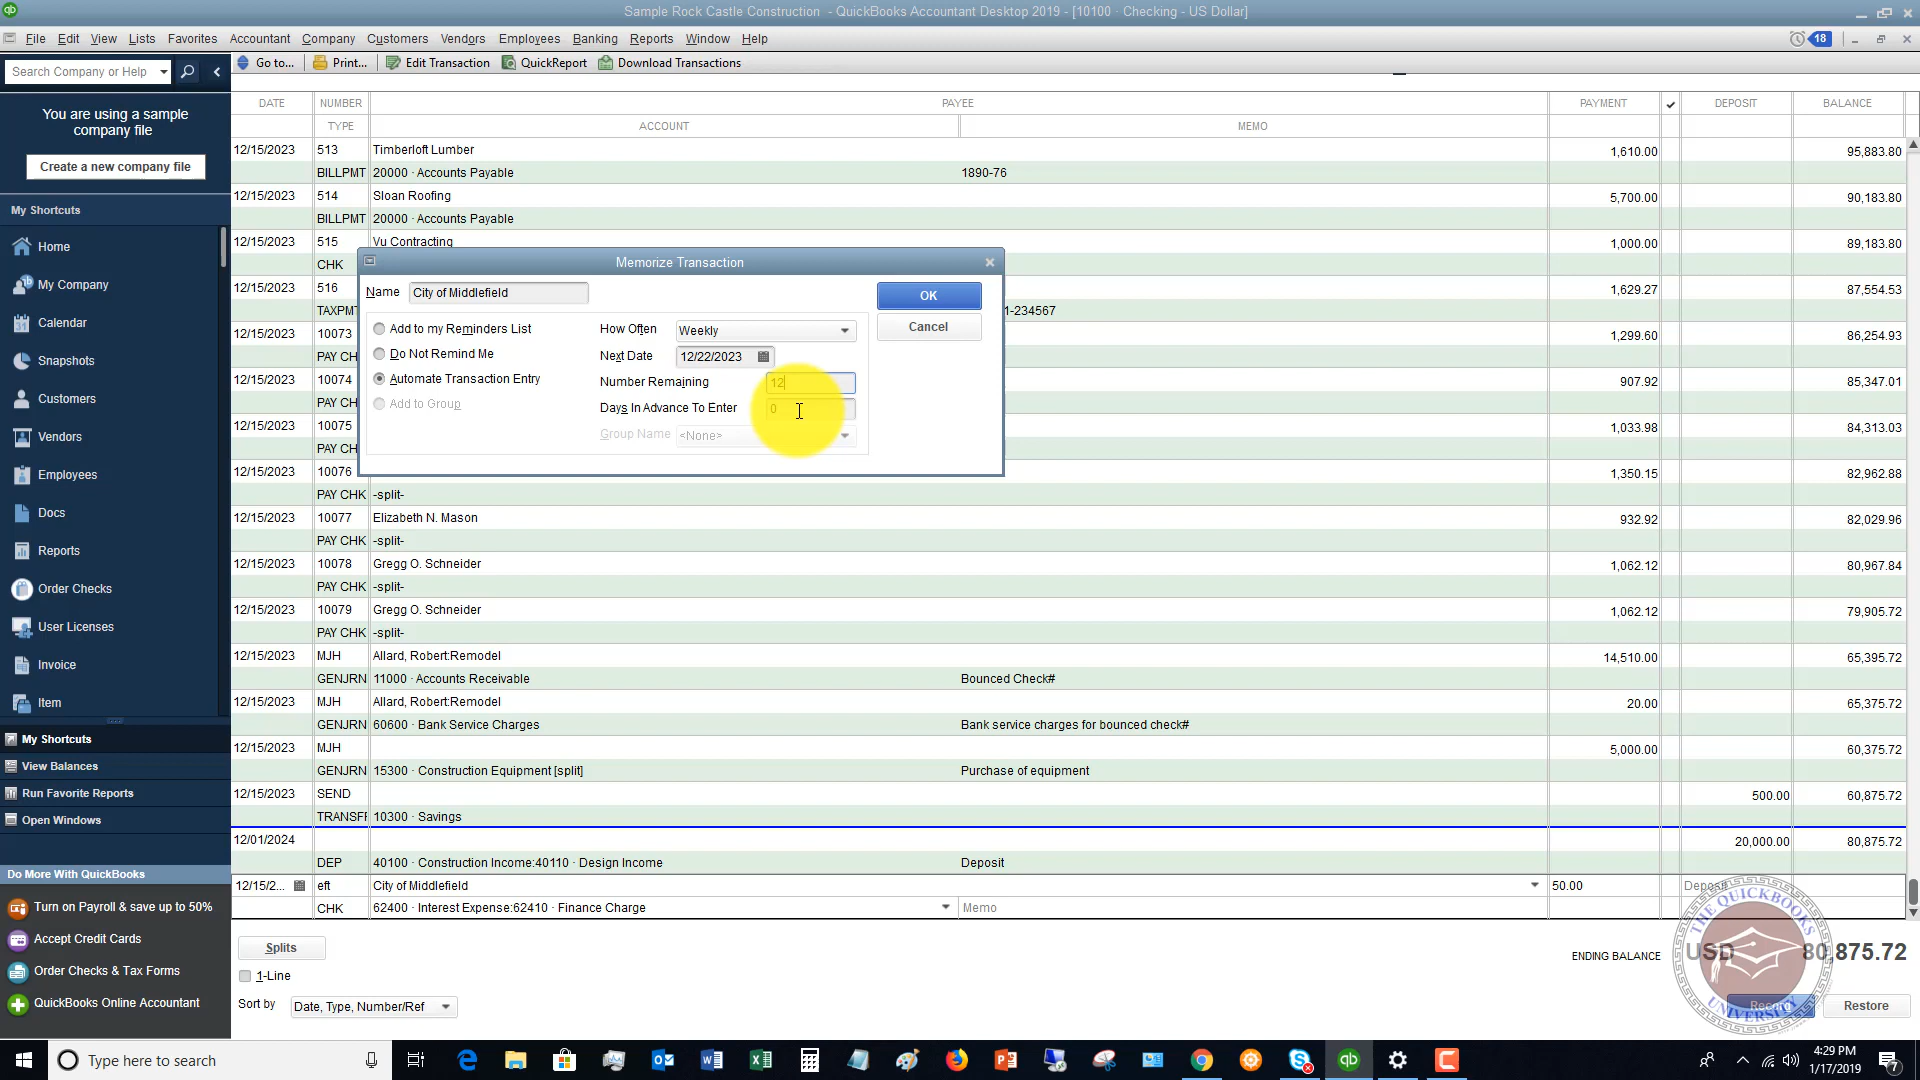 Sample Rock Castle Construction - QuickBooks Accountant Desktop 2019 - [10100 · Checking - US Dollar]
File Edit View Lists Favorites Accountant Company Customers Vendors Employees Banking Reports Window Help
18
Search Company or Help
Go to... Print... Edit Transaction QuickReport Download Transactions
You are using a sample
company file
Create a new company file
My Shortcuts
Home
My Company
Calendar
Snapshots
Customers
Vendors
Employees
Docs
Reports
Order Checks
User Licenses
Invoice
Item
My Shortcuts
View Balances
Run Favorite Reports
Open Windows
Do More With QuickBooks
Turn on Payroll & save up to 50%
Accept Credit Cards
Order Checks & Tax Forms
QuickBooks Online Accountant
DATE NUMBER PAYEE PAYMENT ✓ DEPOSIT BALANCE
TYPE ACCOUNT MEMO
12/15/2023 513 Timberloft Lumber 1,610.00 95,883.80
BILLPMT 20000 · Accounts Payable 1890-76
12/15/2023 514 Sloan Roofing 5,700.00 90,183.80
BILLPMT 20000 · Accounts Payable
12/15/2023 515 Vu Contracting 1,000.00 89,183.80
CHK
12/15/2023 516 1,629.27 87,554.53
TAXPMT 1-234567
12/15/2023 10073 1,299.60 86,254.93
PAY CHK
12/15/2023 10074 907.92 85,347.01
PAY CHK
12/15/2023 10075 1,033.98 84,313.03
PAY CHK
12/15/2023 10076 1,350.15 82,962.88
PAY CHK -split-
12/15/2023 10077 Elizabeth N. Mason 932.92 82,029.96
PAY CHK -split-
12/15/2023 10078 Gregg O. Schneider 1,062.12 80,967.84
PAY CHK -split-
12/15/2023 10079 Gregg O. Schneider 1,062.12 79,905.72
PAY CHK -split-
12/15/2023 MJH Allard, Robert:Remodel 14,510.00 65,395.72
GENJRN 11000 · Accounts Receivable Bounced Check#
12/15/2023 MJH Allard, Robert:Remodel 20.00 65,375.72
GENJRN 60600 · Bank Service Charges Bank service charges for bounced check#
12/15/2023 MJH 5,000.00 60,375.72
GENJRN 15300 · Construction Equipment [split] Purchase of equipment
12/15/2023 SEND 500.00 60,875.72
TRANSFR 10300 · Savings
12/01/2024 20,000.00 80,875.72
DEP 40100 · Construction Income:40110 · Design Income Deposit
12/15/2... eft City of Middlefield 50.00 Deposit
CHK 62400 · Interest Expense:62410 · Finance Charge Memo
Memorize Transaction
Name City of Middlefield OK
Add to my Reminders List How Often Weekly Cancel
Do Not Remind Me Next Date 12/22/2023
Automate Transaction Entry Number Remaining 12
Add to Group Days In Advance To Enter 0
Group Name <None>
Splits
1-Line
Sort by Date, Type, Number/Ref
ENDING BALANCE USD 80,875.72
Record Restore
THE QUICKBOOKS
UNIVERSITY
Type here to search
4:29 PM
1/17/2019
7